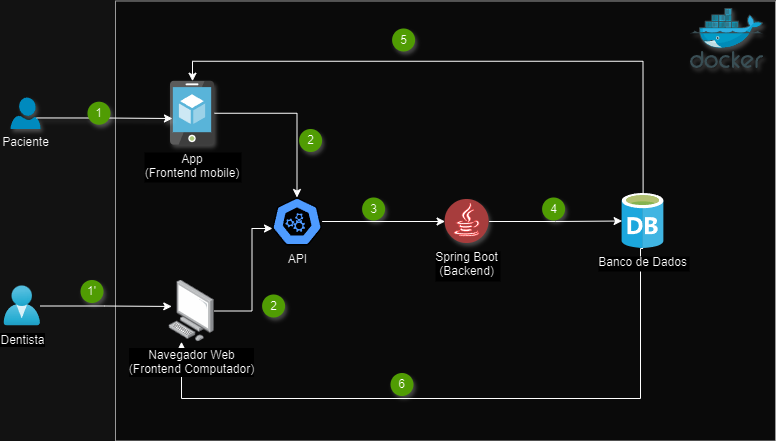 5
docker
1
Paciente
App
(Frontend mobile)
2
3
4
API
Spring Boot
(Backend)
DB
Banco de Dados
1'
2
Dentista
Navegador Web
(Frontend Computador)
6